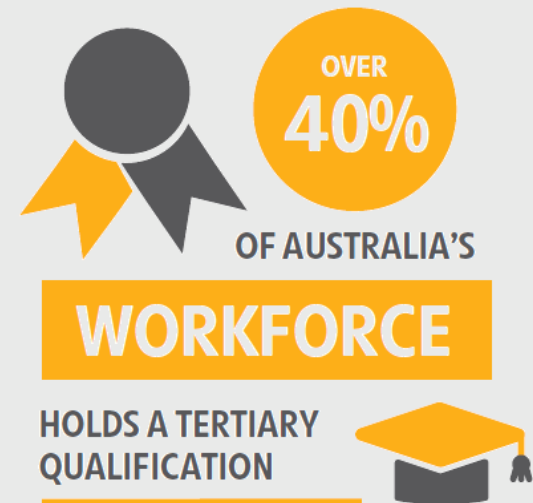 OVER
40%
OF AUSTRALIA'S
WORKFORCE
HOLDS A TERTIARY
QUALIFICATION